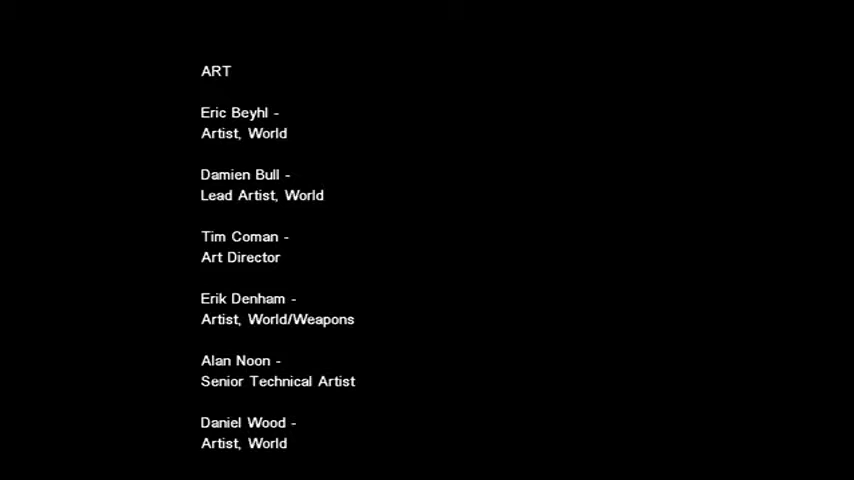 ART
Eric Beyhl -
Artist, World
Damien Bull -
Lead Artist, World
Tim Coman -
Art Director
Erik Denham -
Artist, World/Weapons
Alan Noon -
Senior Technical Artist
Daniel Wood -
Artist, World